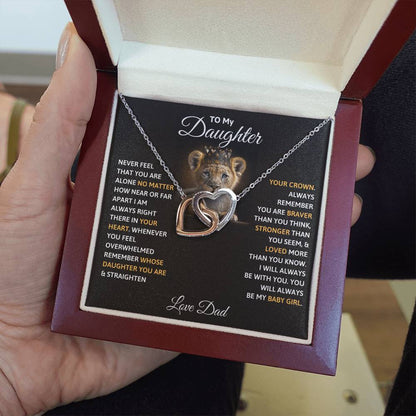 TO MY
Daughter
NEVER FEEL
THAT YOU ARE
ALONE NO MATTER
HOW NEAR OR FAR
APART I AM
ALWAYS RIGHT
THERE IN YOUR
HEART. WHENEVER
YOU FEEL
OVERWHELMED
REMEMBER WHOSE
DAUGHTER YOU ARE
& STRAIGHTEN
YOUR CROWN.
ALWAYS
REMEMBER
YOU ARE BRAVER
THAN YOU THINK,
STRONGER THAN
YOU SEEM, &
LOVED MORE
THAN YOU KNOW.
I WILL ALWAYS
BE WITH YOU. YOU
WILL ALWAYS
BE MY BABY GIRL.
Love Dad